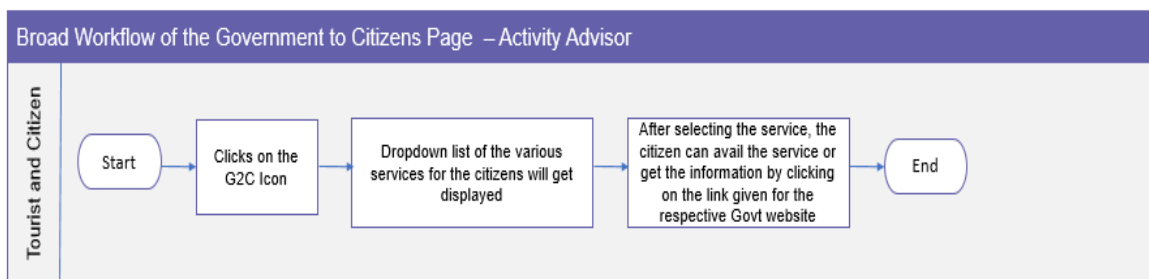 Broad Workflow of the Government to Citizens Page – Activity Advisor
Tourist and Citizen
Start
Clicks on the
G2C Icon
Dropdown list of the various
services for the citizens will get
displayed
After selecting the service, the
citizen can avail the service or
get the information by clicking
on the link given for the
respective Govt website
End